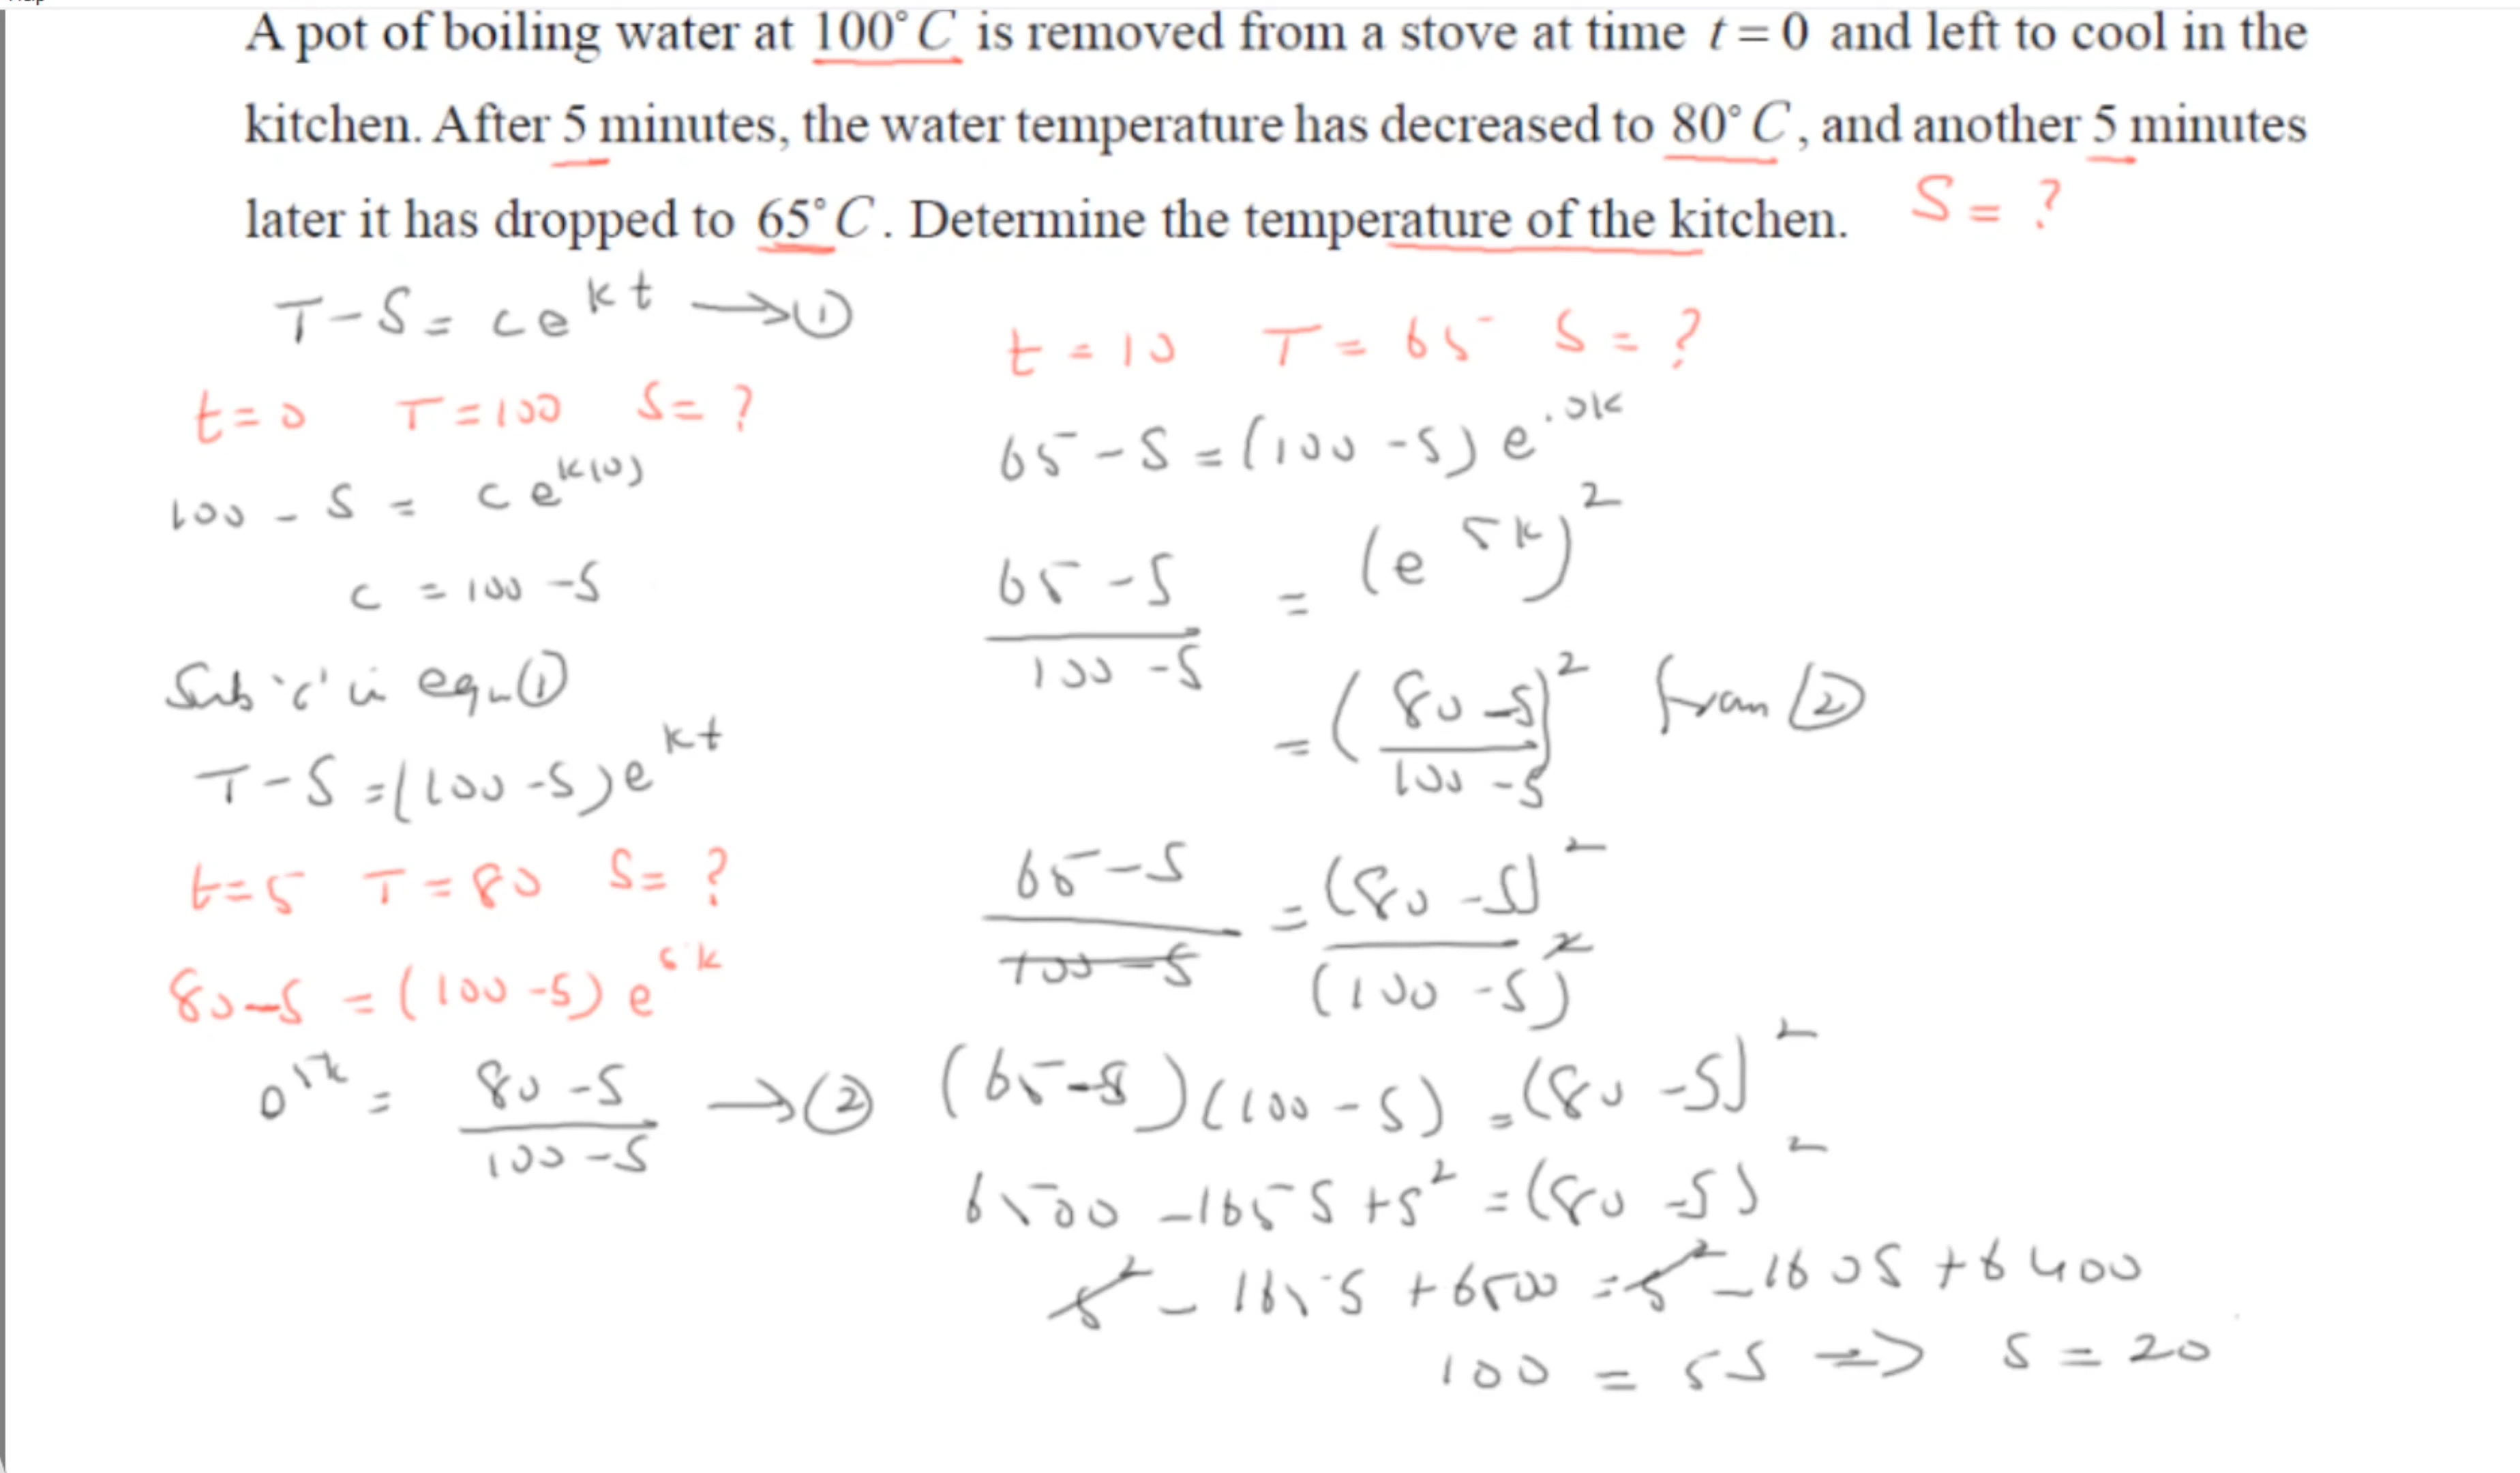 A pot of boiling water at 100°C is removed from a stove at time t = 0 and left to cool in the
kitchen. After 5 minutes, the water temperature has decreased to 80°C, and another 5 minutes
later it has dropped to 65°C. Determine the temperature of the kitchen. S = ?
T - S = ce^kt → ①
t = 0 T = 100 S = ?
100 - S = ce^k(0)
c = 100 - S
Sub 'c' in eqn ①
T - S = (100 - S)e^kt
t = 5 T = 80 S = ?
80 - S = (100 - S)e^5k
e^5k = (80 - S)/(100 - S) → ②
t = 10 T = 65 S = ?
65 - S = (100 - S)e^10k
(65 - S)/(100 - S) = (e^5k)^2
= ((80 - S)/(100 - S))^2 from ②
(65 - S)/(100 - S) = (80 - S)^2/(100 - S)^2
(65 - S)(100 - S) = (80 - S)^2
6500 - 165S + S^2 = (80 - S)^2
S^2 - 165S + 6500 = S^2 - 160S + 6400
100 = 5S ⇒ S = 20